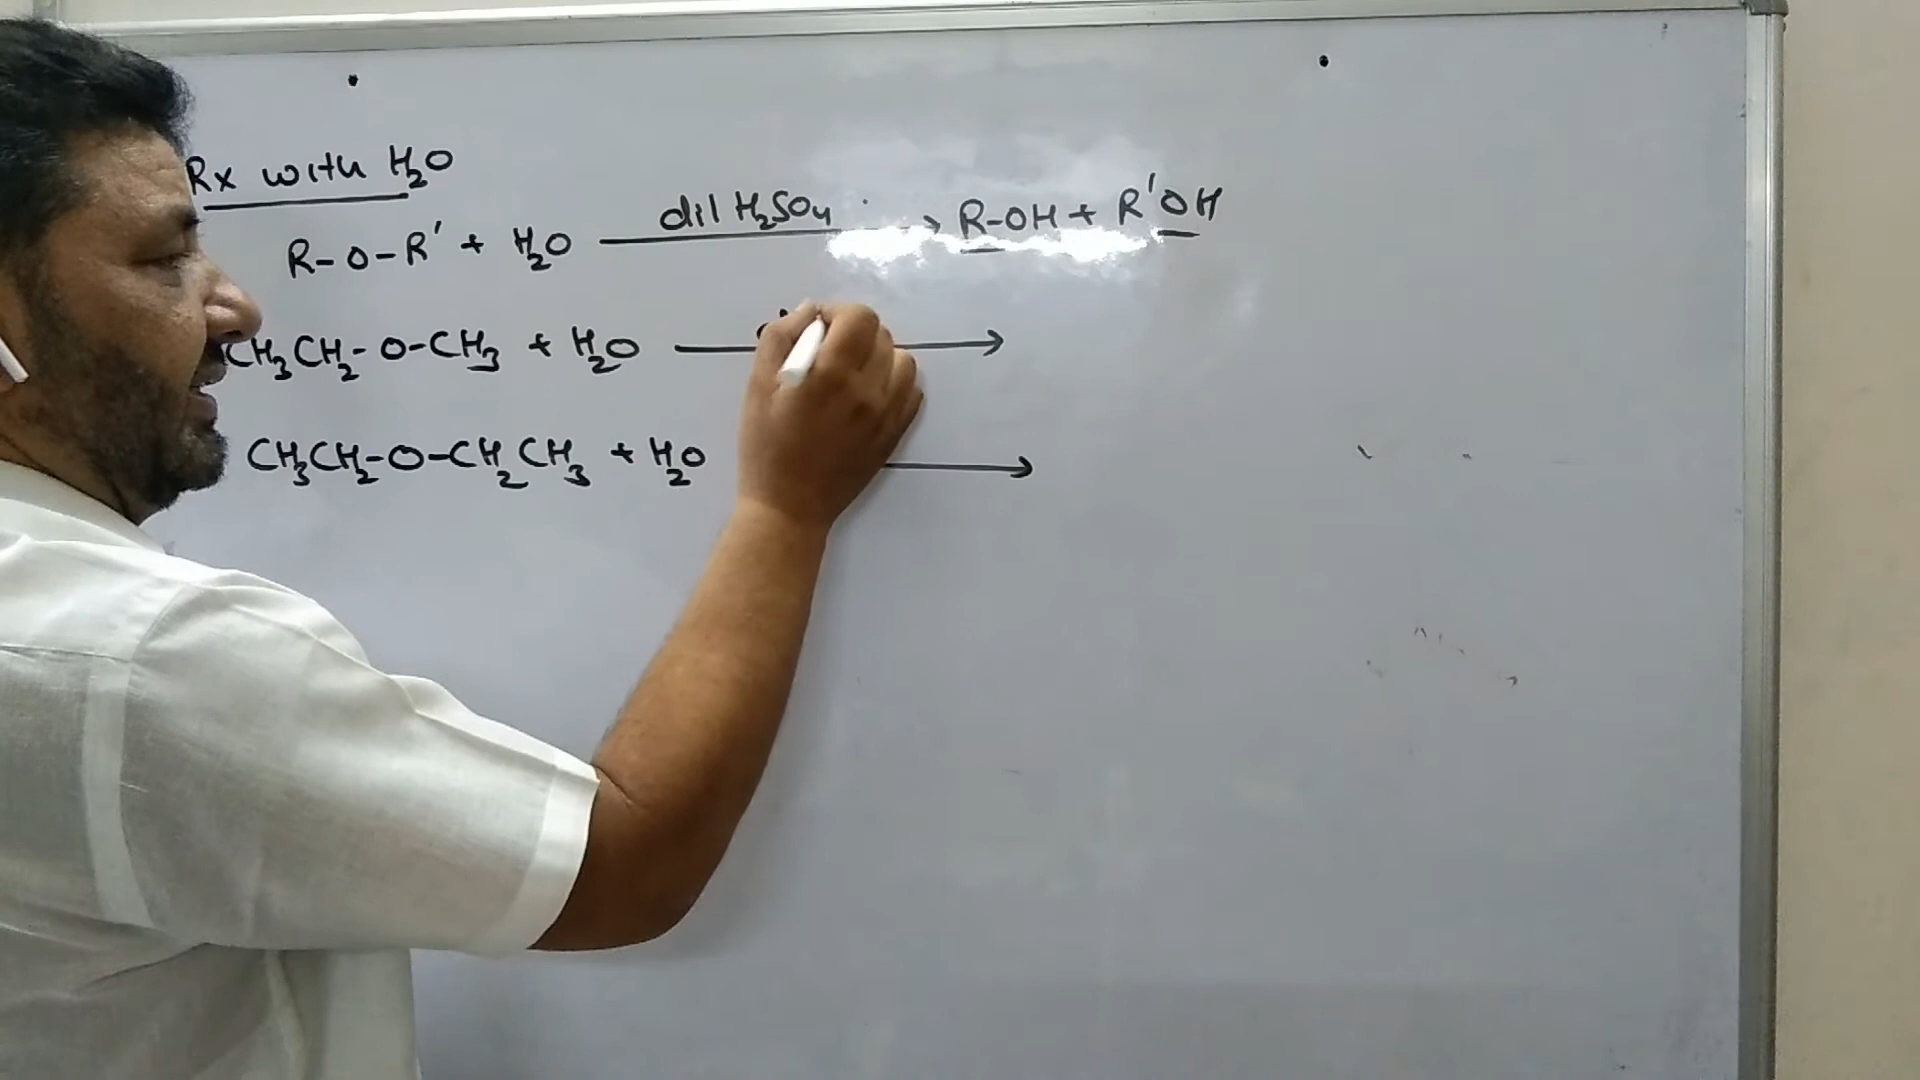 Rx with H₂O
R-O-R' + H₂O dil H₂SO₄ → R-OH + R'OH
CH₃CH₂-O-CH₃ + H₂O →
CH₃CH₂-O-CH₂CH₃ + H₂O →